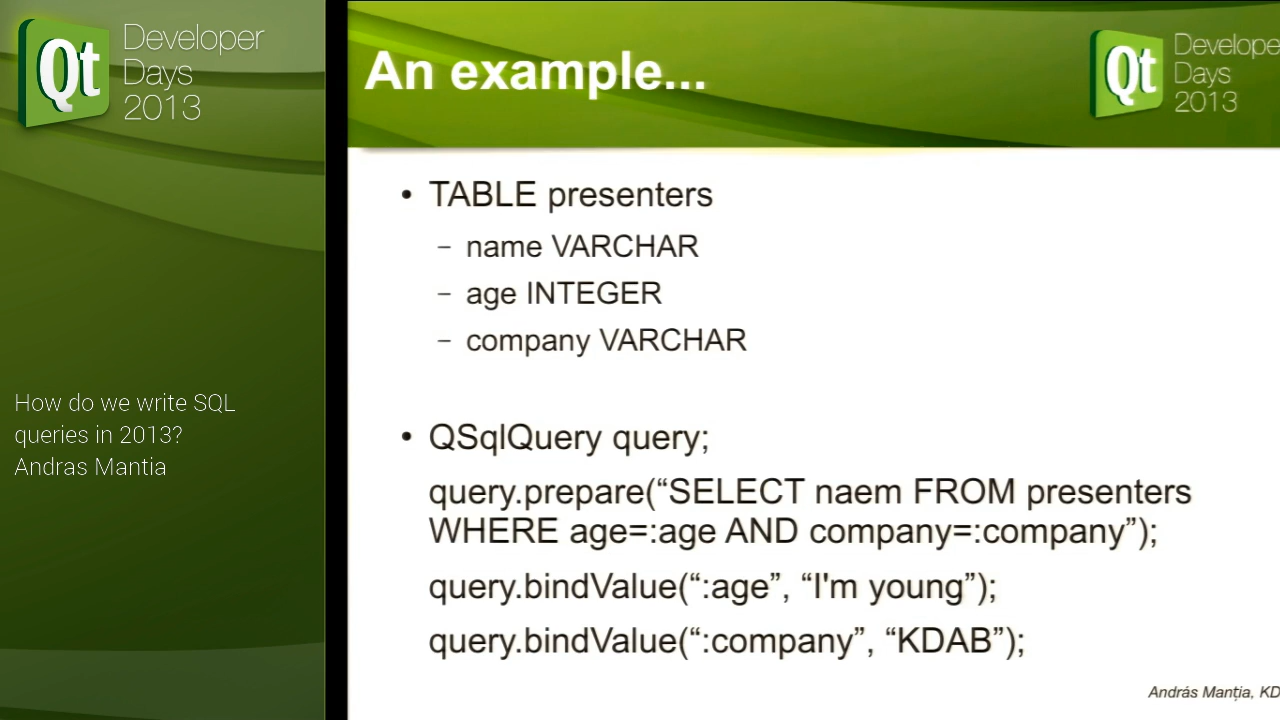 Qt Developer
Days
2013
How do we write SQL
queries in 2013?
Andras Mantia
An example...
Qt Develope
Days
2013
• TABLE presenters
– name VARCHAR
– age INTEGER
– company VARCHAR
• QSqlQuery query;
query.prepare(“SELECT naem FROM presenters
WHERE age=:age AND company=:company”);
query.bindValue(“:age”, “I'm young”);
query.bindValue(“:company”, “KDAB”);
András Manția, KD